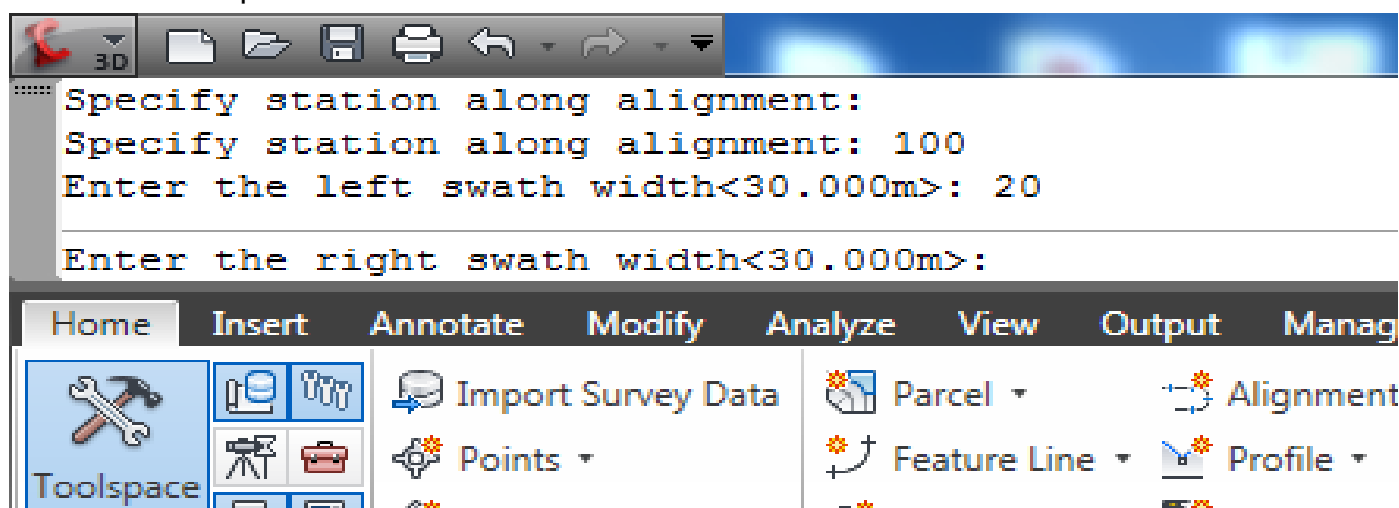 3D
Specify station along alignment:
Specify station along alignment: 100
Enter the left swath width<30.000m>: 20
Enter the right swath width<30.000m>:
Home Insert Annotate Modify Analyze View Output Manag
Import Survey Data Parcel Alignment
Points Feature Line Profile
Toolspace